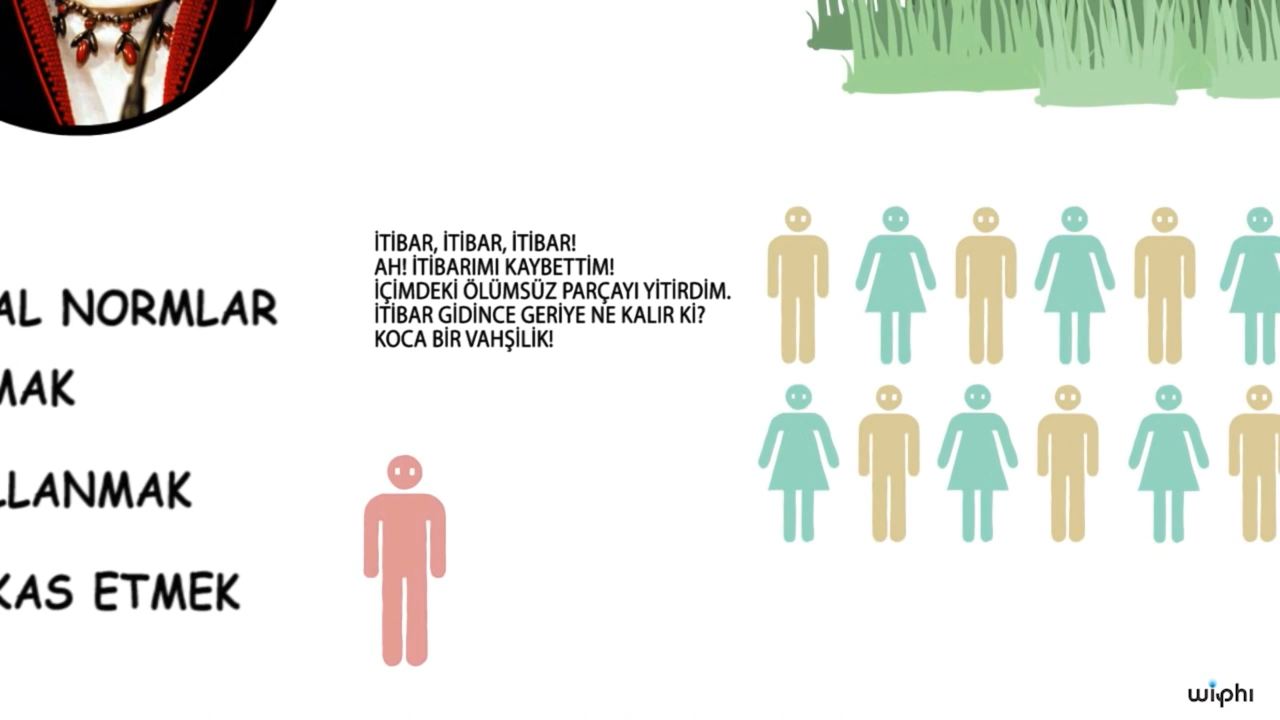 İTİBAR, İTİBAR, İTİBAR!
AH! İTİBARIMI KAYBETTİM!
İÇİMDEKİ ÖLÜMSÜZ PARÇAYI YİTİRDİM.
İTİBAR GİDİNCE GERİYE NE KALIR Kİ?
KOCA BİR VAHŞİLİK!
AL NORMLAR
MAK
LLANMAK
KAS ETMEK
wiphi